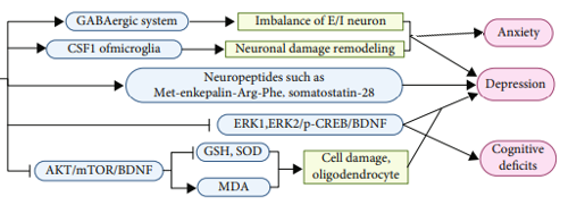 GABAergic system
Imbalance of E/I neuron
Anxiety
CSF1 ofmicroglia
Neuronal damage remodeling
Neuropeptides such as
Met-enkepalin-Arg-Phe, somatostatin-28
Depression
ERK1,ERK2/p-CREB/BDNF
GSH, SOD
Cell damage,
oligodendrocyte
Cognitive
deficits
AKT/mTOR/BDNF
MDA